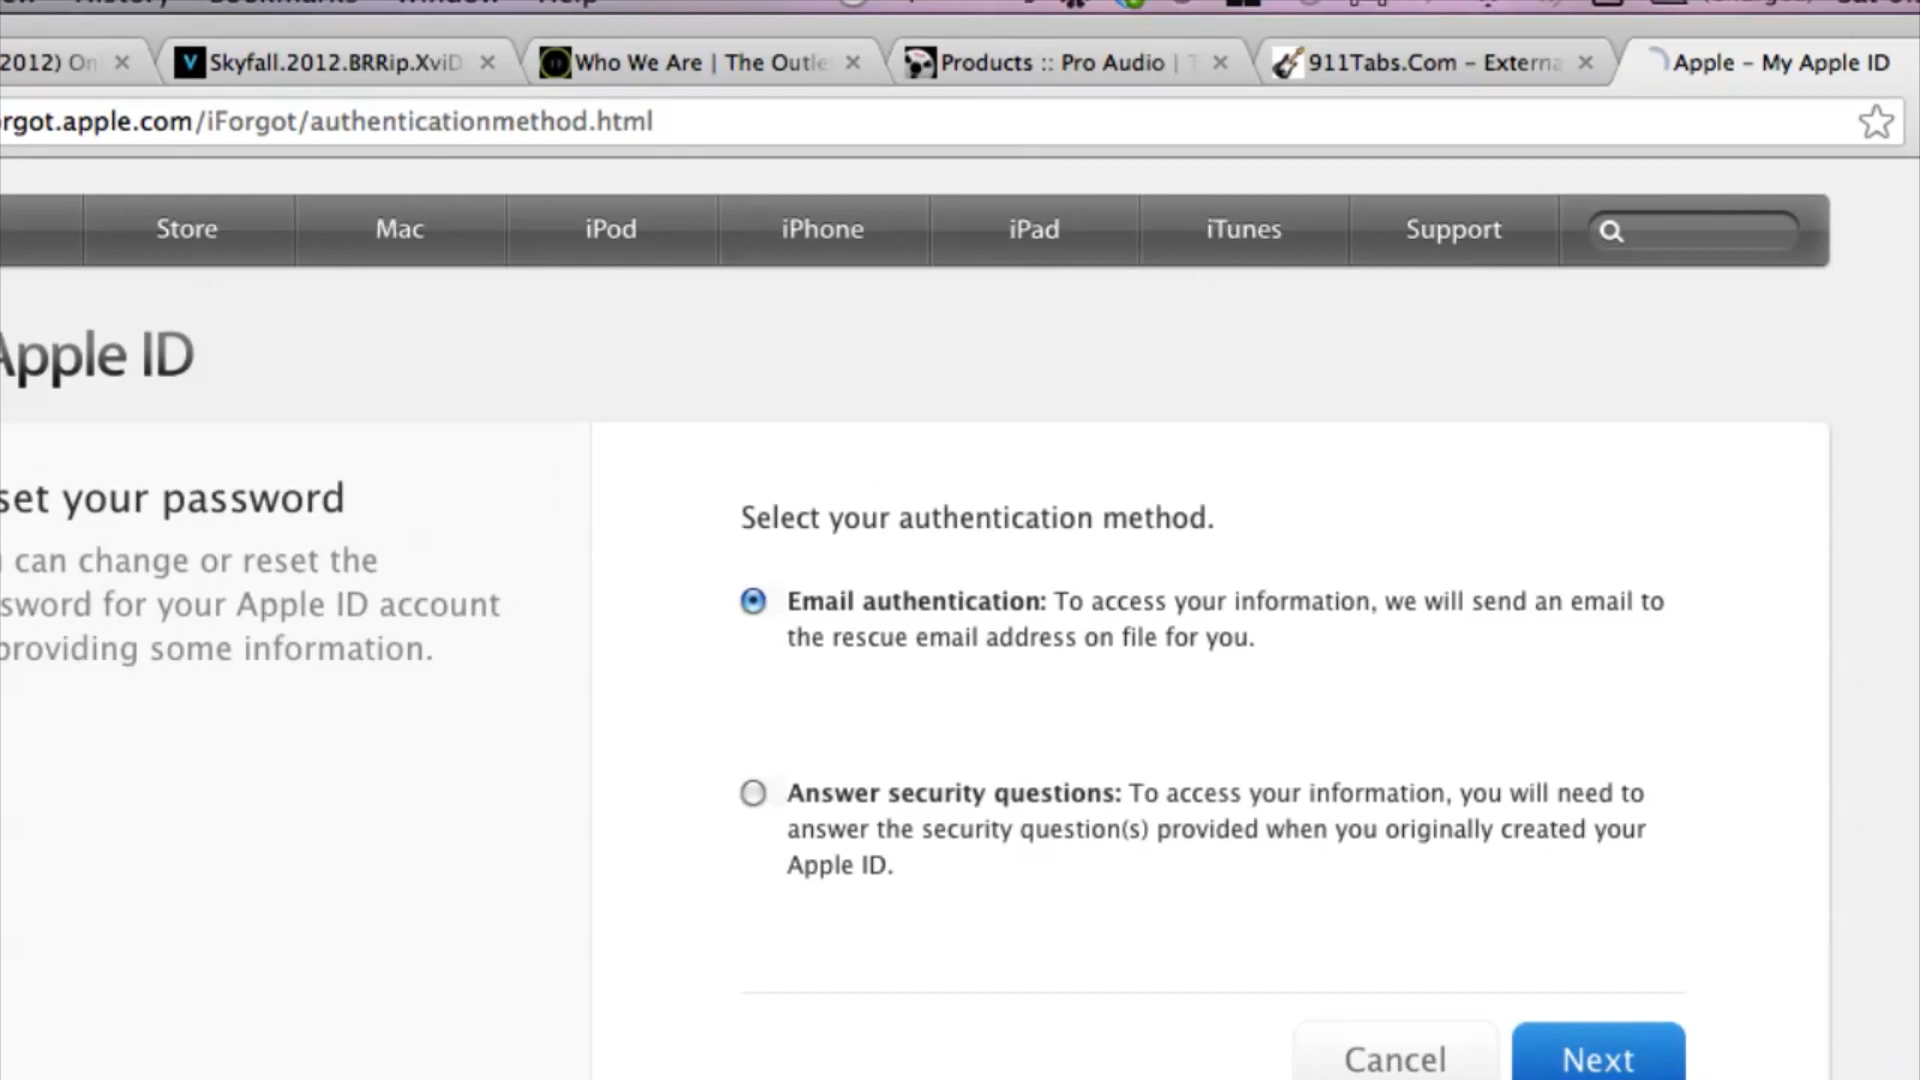 History Bookmarks Window Help
2012) On
Skyfall.2012.BRRip.XviD
Who We Are | The Outle
Products :: Pro Audio | T
911Tabs.Com – Externa
Apple – My Apple ID
rgot.apple.com/iForgot/authenticationmethod.html
Store
Mac
iPod
iPhone
iPad
iTunes
Support
Apple ID
set your password
can change or reset the
sword for your Apple ID account
providing some information.
Select your authentication method.
Email authentication: To access your information, we will send an email to
the rescue email address on file for you.
Answer security questions: To access your information, you will need to
answer the security question(s) provided when you originally created your
Apple ID.
Cancel
Next